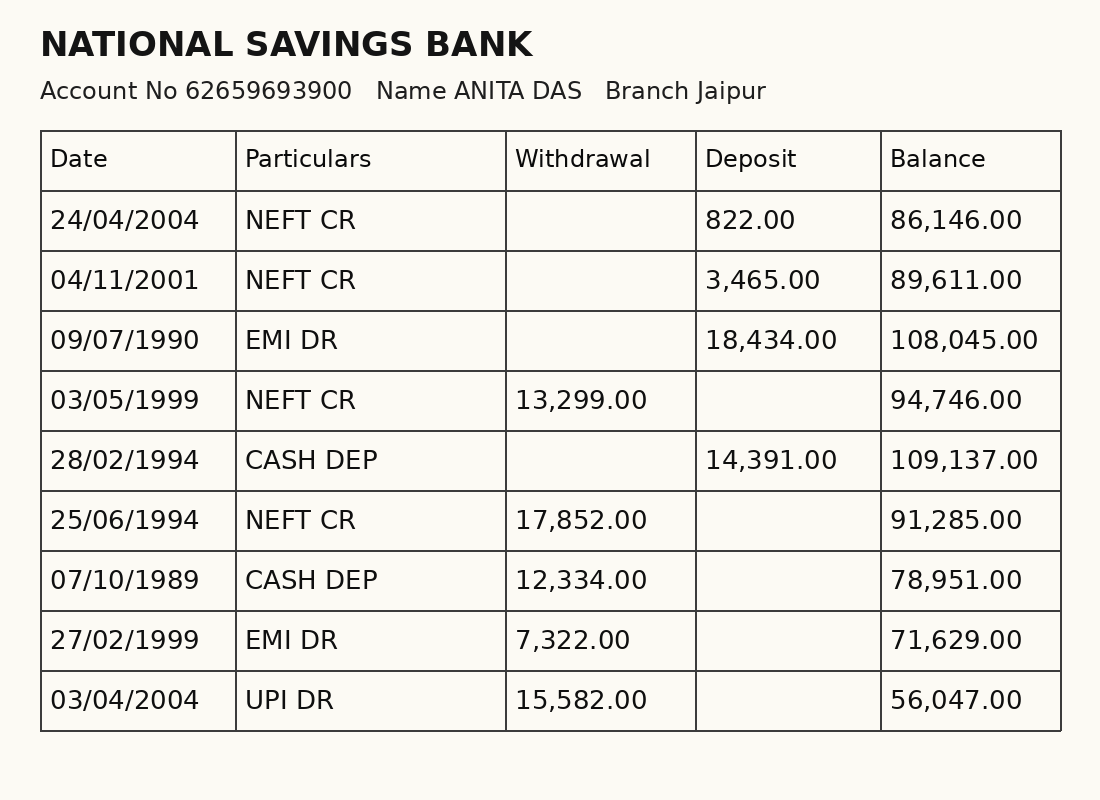 NATIONAL SAVINGS BANK
Account No 62659693900 Name ANITA DAS Branch Jaipur
Date Particulars Withdrawal Deposit Balance
24/04/2004 NEFT CR 822.00 86,146.00
04/11/2001 NEFT CR 3,465.00 89,611.00
09/07/1990 EMI DR 18,434.00 108,045.00
03/05/1999 NEFT CR 13,299.00 94,746.00
28/02/1994 CASH DEP 14,391.00 109,137.00
25/06/1994 NEFT CR 17,852.00 91,285.00
07/10/1989 CASH DEP 12,334.00 78,951.00
27/02/1999 EMI DR 7,322.00 71,629.00
03/04/2004 UPI DR 15,582.00 56,047.00